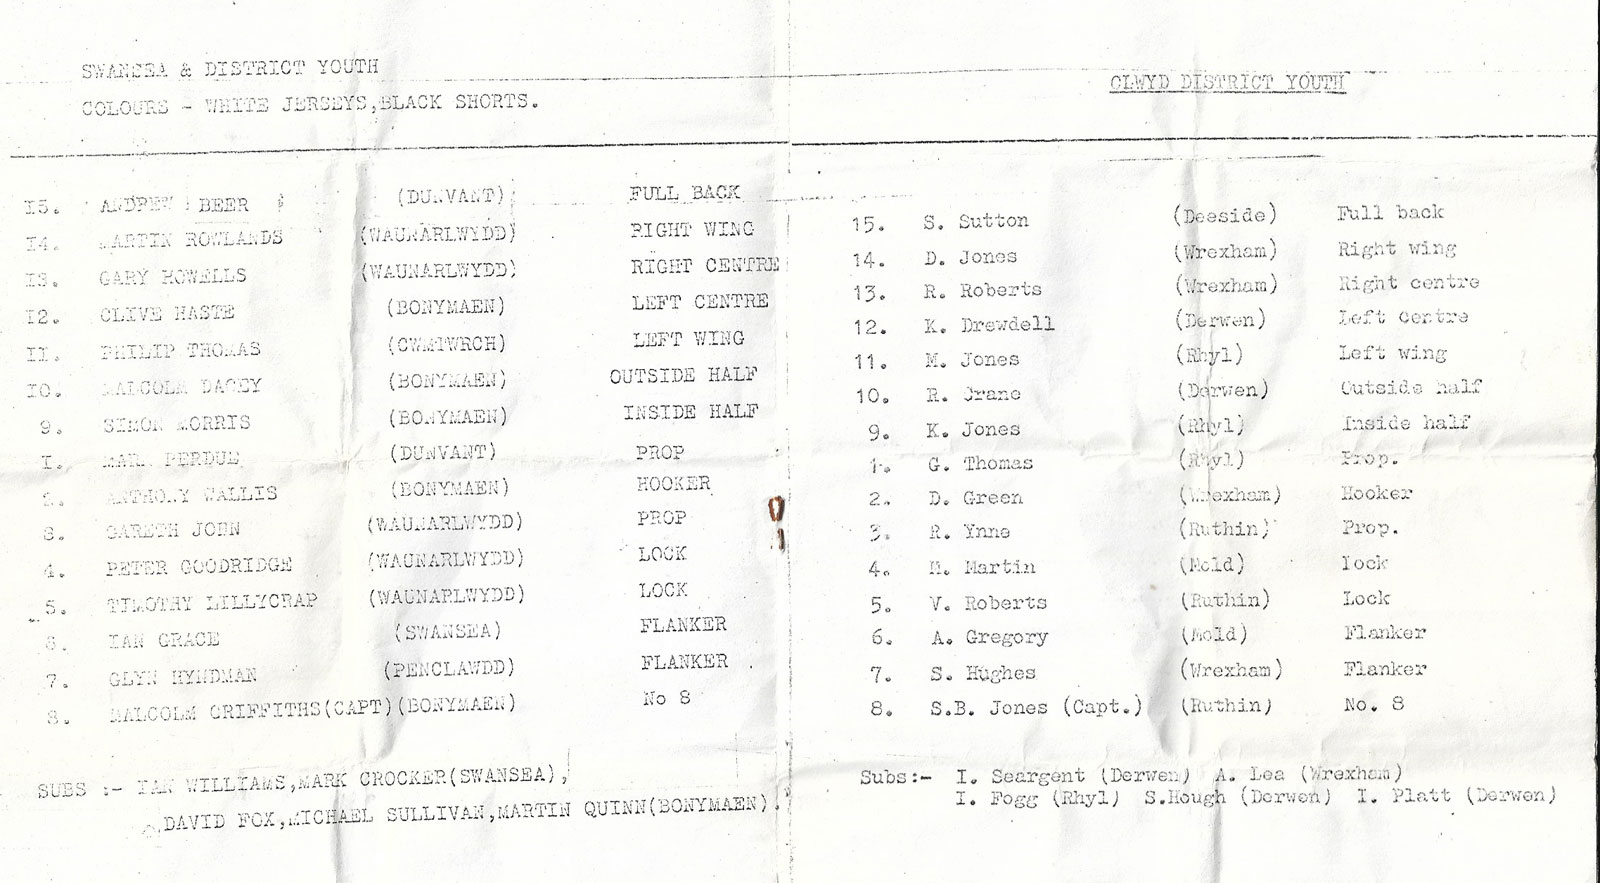 SWANSEA & DISTRICT YOUTH
COLOURS - WHITE JERSEYS,BLACK SHORTS.
15. ANDREW BEER (DUNVANT) FULL BACK
14. MARTIN ROWLANDS (WAUNARLWYDD) RIGHT WING
13. GARY HOWELLS (WAUNARLWYDD) RIGHT CENTRE
12. CLIVE HASTE (BONYMAEN) LEFT CENTRE
11. PHILIP THOMAS (CWMTWRCH) LEFT WING
10. MALCOLM DACEY (BONYMAEN) OUTSIDE HALF
9. SIMON MORRIS (BONYMAEN) INSIDE HALF
I. MARK PERDUE (DUNVANT) PROP
2. ANTHONY WALLIS (BONYMAEN) HOOKER
3. GARETH JOHN (WAUNARLWYDD) PROP
4. PETER GOODRIDGE (WAUNARLWYDD) LOCK
5. TIMOTHY LILLYCRAP (WAUNARLWYDD) LOCK
6. IAN GRACE (SWANSEA) FLANKER
7. GLYN HYNDMAN (PENCLAWDD) FLANKER
8. MALCOLM GRIFFITHS(CAPT)(BONYMAEN) No 8
SUBS :- IAN WILLIAMS,MARK CROCKER(SWANSEA),
DAVID FOX,MICHAEL SULLIVAN,MARTIN QUINN(BONYMAEN).
CLWYD DISTRICT YOUTH
15. S. Sutton (Deeside) Full back
14. D. Jones (Wrexham) Right wing
13. R. Roberts (Wrexham) Right centre
12. K. Drewdell (Derwen) Left centre
11. M. Jones (Rhyl) Left wing
10. R. Crane (Derwen) Outside half
9. K. Jones (Rhyl) Inside half
1. G. Thomas (Rhyl) Prop.
2. D. Green (Wrexham) Hooker
3. R. Ynne (Ruthin) Prop.
4. M. Martin (Mold) lock
5. V. Roberts (Ruthin) Lock
6. A. Gregory (Mold) Flanker
7. S. Hughes (Wrexham) Flanker
8. S.B. Jones (Capt.) (Ruthin) No. 8
Subs:- I. Seargent (Derwen) A. Lea (Wrexham)
I. Fogg (Rhyl) S.Hough (Derwen) I. Platt (Derwen)